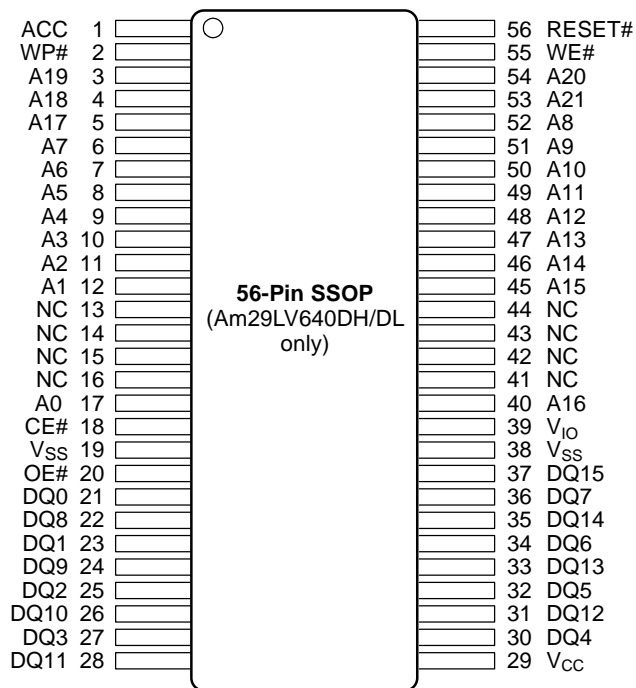 ACC 1
WP# 2
A19 3
A18 4
A17 5
A7 6
A6 7
A5 8
A4 9
A3 10
A2 11
A1 12
NC 13
NC 14
NC 15
NC 16
A0 17
CE# 18
VSS 19
OE# 20
DQ0 21
DQ8 22
DQ1 23
DQ9 24
DQ2 25
DQ10 26
DQ3 27
DQ11 28
56-Pin SSOP
(Am29LV640DH/DL
only)
56 RESET#
55 WE#
54 A20
53 A21
52 A8
51 A9
50 A10
49 A11
48 A12
47 A13
46 A14
45 A15
44 NC
43 NC
42 NC
41 NC
40 A16
39 VIO
38 VSS
37 DQ15
36 DQ7
35 DQ14
34 DQ6
33 DQ13
32 DQ5
31 DQ12
30 DQ4
29 VCC